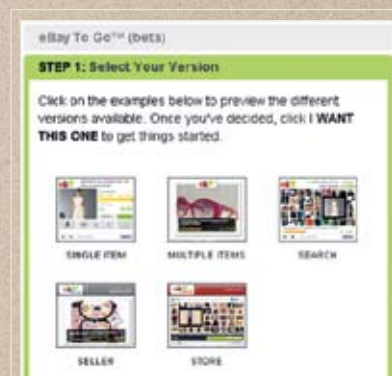 eBay To Go™ (beta)
STEP 1: Select Your Version
Click on the examples below to preview the different
versions available. Once you've decided, click I WANT
THIS ONE to get things started.
SINGLE ITEM
MULTIPLE ITEMS
SEARCH
SELLER
STORE